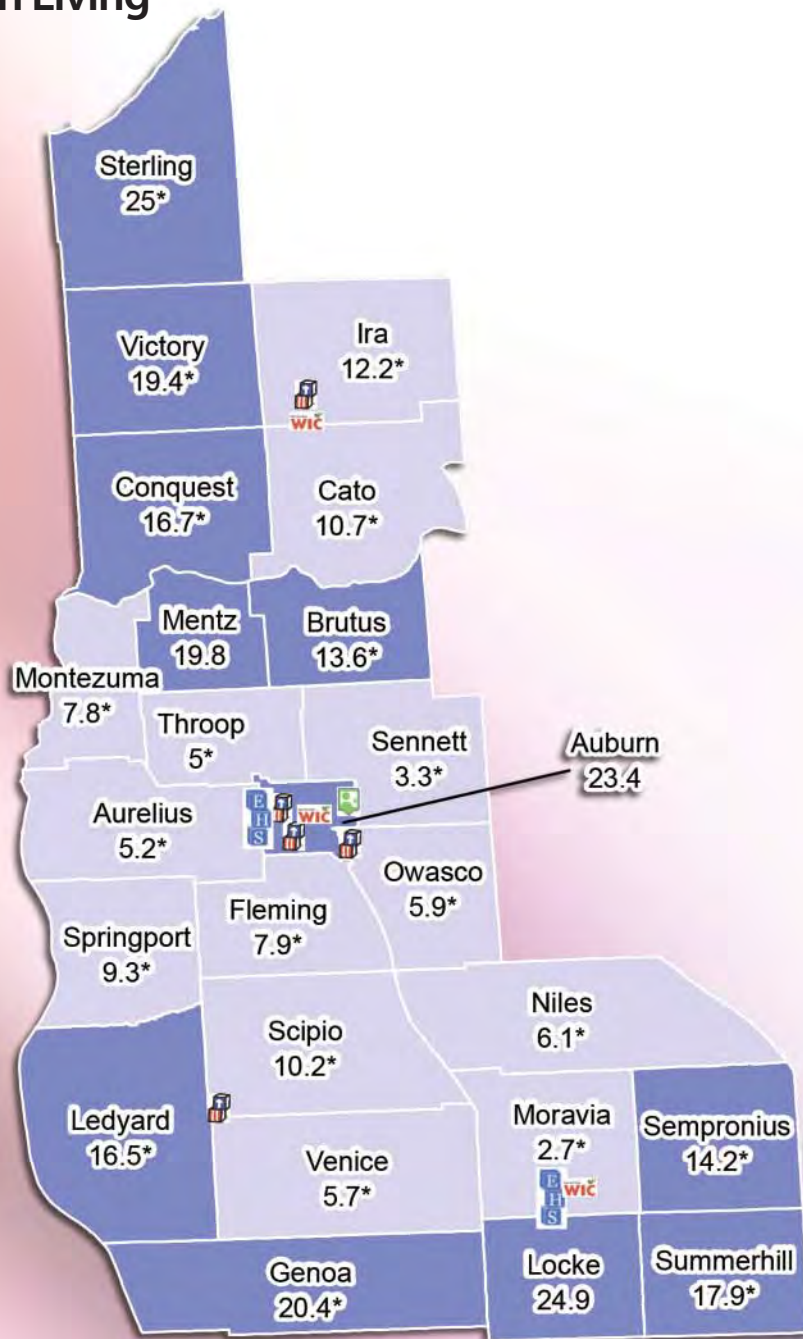 n Living
Sterling
25*
Victory
19.4*
Ira
12.2*
WIC
Conquest
16.7*
Cato
10.7*
Mentz
19.8
Brutus
13.6*
Montezuma
7.8*
Throop
5*
Sennett
3.3*
Auburn
23.4
Aurelius
5.2*
E
H
S
WIC
Owasco
5.9*
Fleming
7.9*
Springport
9.3*
Niles
6.1*
Scipio
10.2*
Ledyard
16.5*
Moravia
2.7*
Sempronius
14.2*
Venice
5.7*
E
H
S
WIC
Genoa
20.4*
Locke
24.9
Summerhill
17.9*